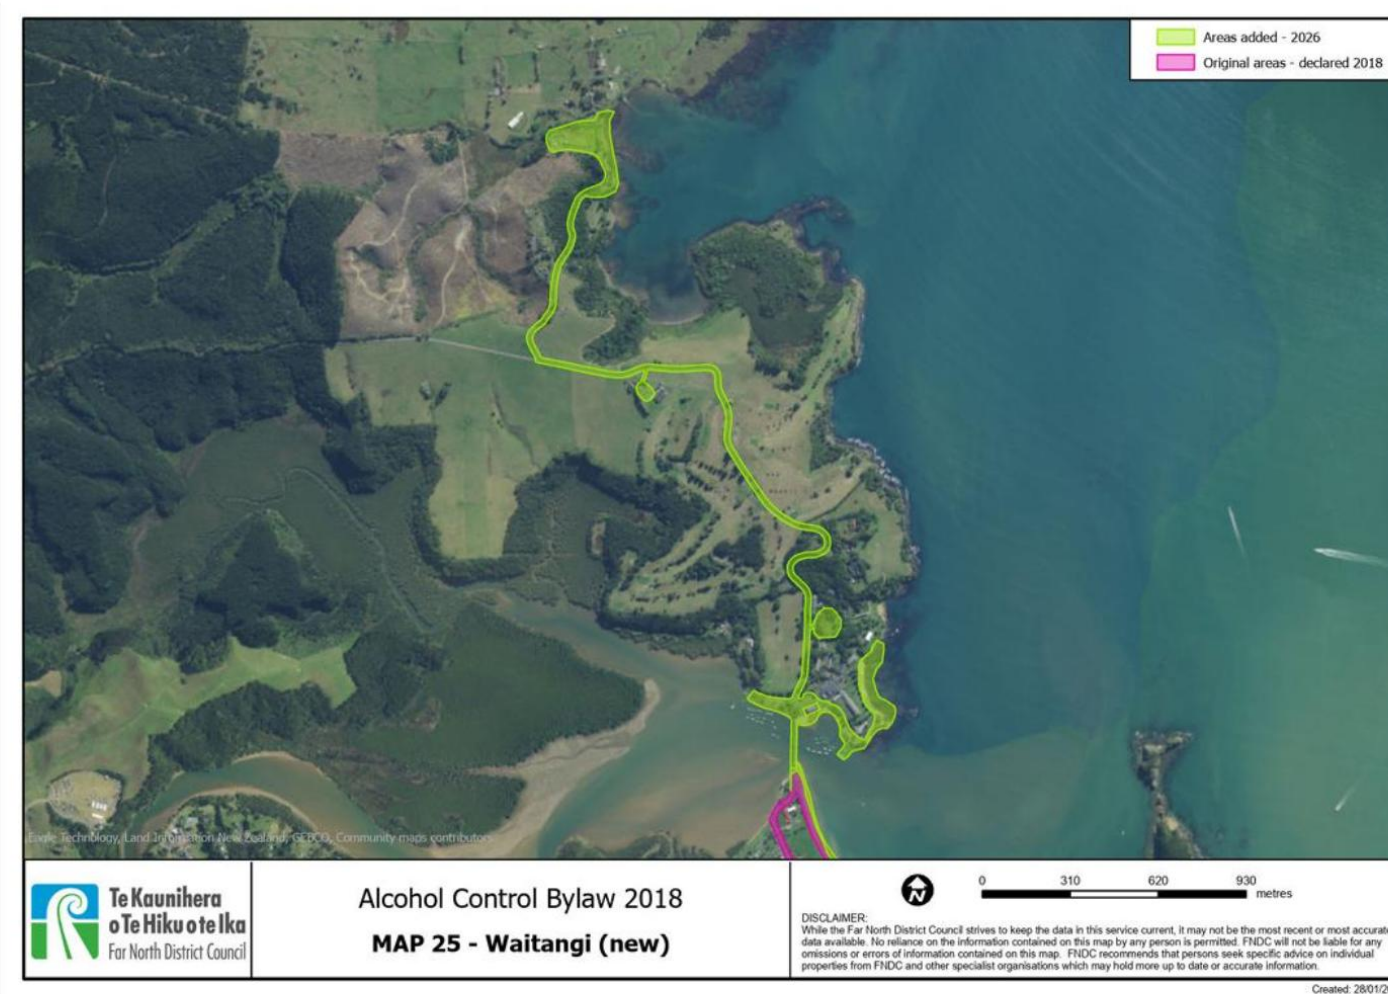 Areas added - 2026
Original areas - declared 2018
Eagle Technology, Land Information New Zealand, GEBCO, Community maps contributors
Te Kaunihera
o Te Hiku o te Ika
Far North District Council
Alcohol Control Bylaw 2018
MAP 25 - Waitangi (new)
N
0 310 620 930
metres
DISCLAIMER:
While the Far North District Council strives to keep the data in this service current, it may not be the most recent or most accurat
data available. No reliance on the information contained on this map by any person is permitted. FNDC will not be liable for any
omissions or errors of information contained on this map. FNDC recommends that persons seek specific advice on individual
properties from FNDC and other specialist organisations which may hold more up to date or accurate information.
Created: 28/01/20